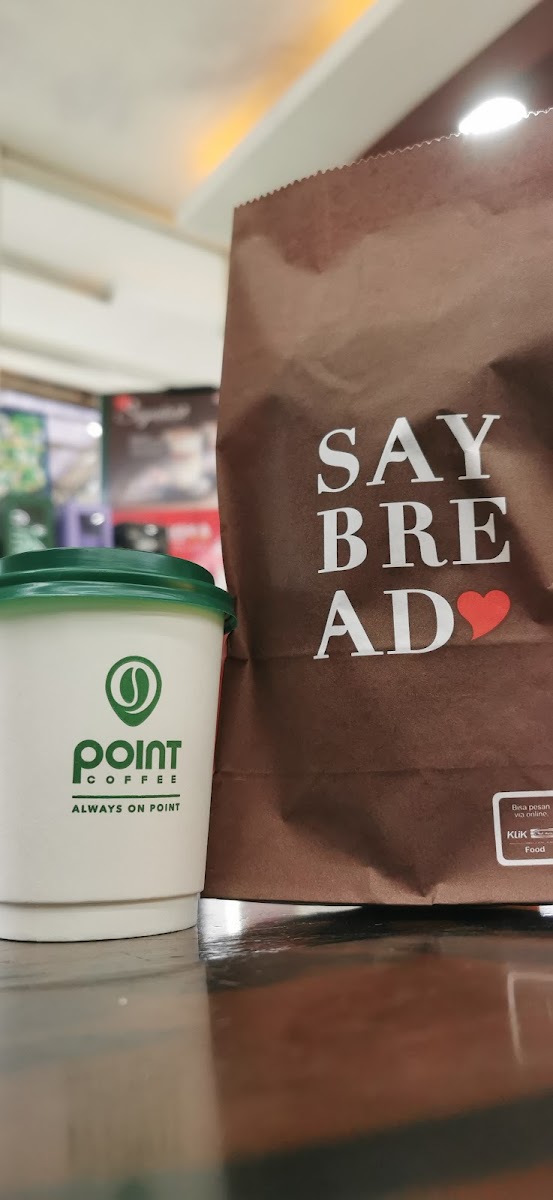 SAY
BRE
AD
POINT
COFFEE
ALWAYS ON POINT
Bisa pesan
via online
KLiK
Food